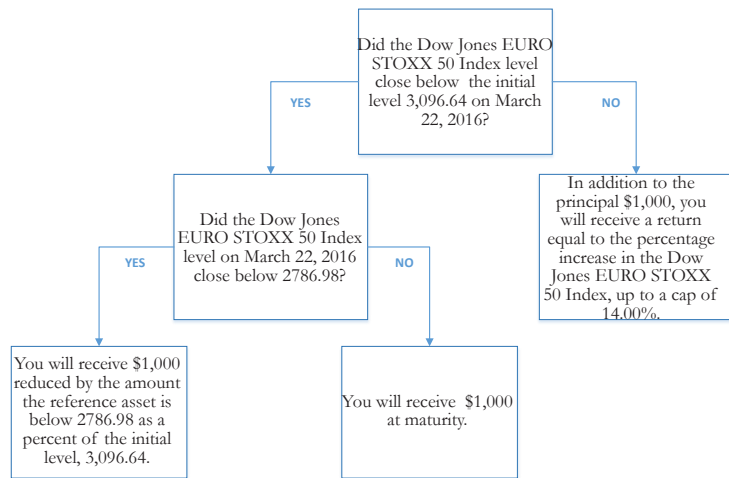 Did the Dow Jones EURO
STOXX 50 Index level
close below the initial
level 3,096.64 on March
22, 2016?
YES
NO
Did the Dow Jones
EURO STOXX 50 Index
level on March 22, 2016
close below 2786.98?
In addition to the
principal $1,000, you
will receive a return
equal to the percentage
increase in the Dow
Jones EURO STOXX
50 Index, up to a cap of
14.00%.
YES
NO
You will receive $1,000
reduced by the amount
the reference asset is
below 2786.98 as a
percent of the initial
level, 3,096.64.
You will receive $1,000
at maturity.